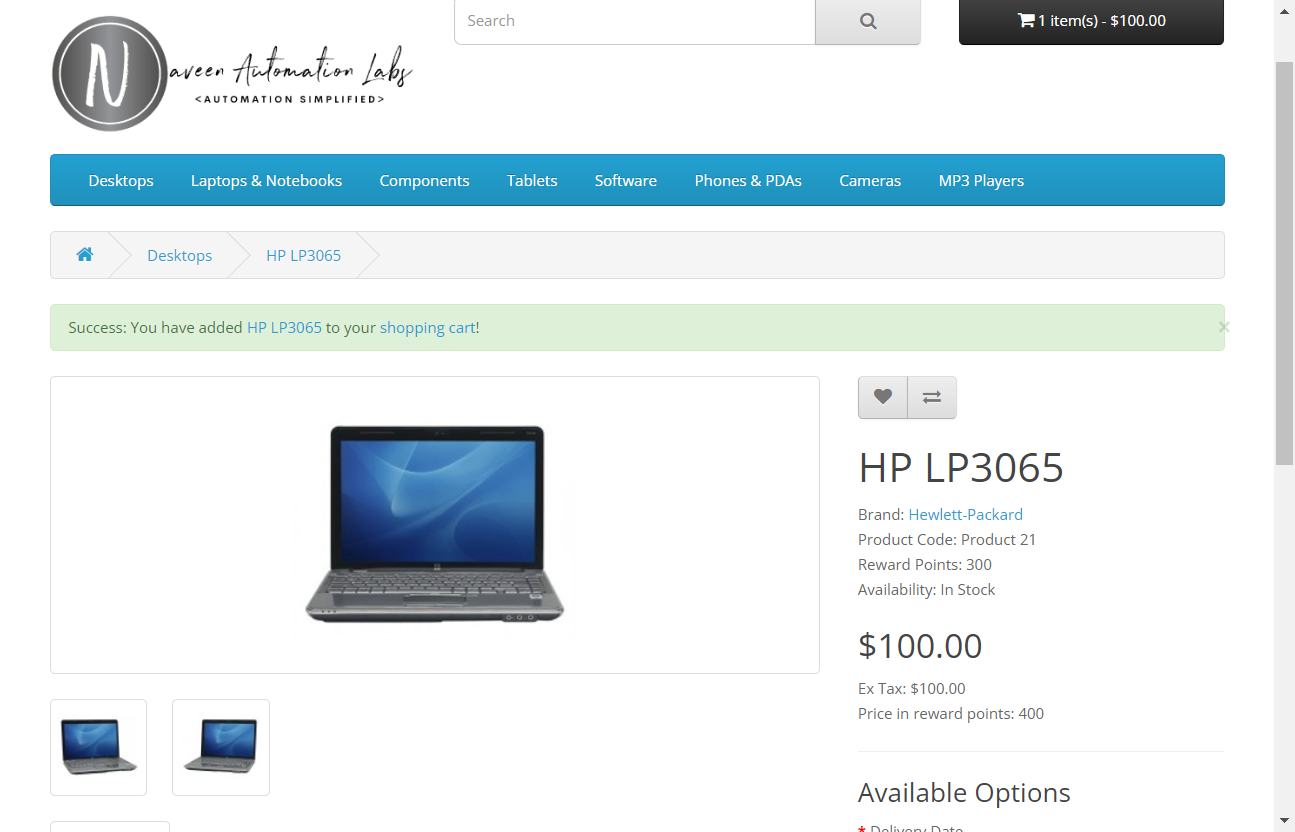 Search
1 item(s) - $100.00
N aveen Automation Labs
<AUTOMATION SIMPLIFIED>
Desktops Laptops & Notebooks Components Tablets Software Phones & PDAs Cameras MP3 Players
Desktops HP LP3065
Success: You have added HP LP3065 to your shopping cart!
×
HP LP3065
Brand: Hewlett-Packard
Product Code: Product 21
Reward Points: 300
Availability: In Stock
$100.00
Ex Tax: $100.00
Price in reward points: 400
Available Options
* Delivery Date